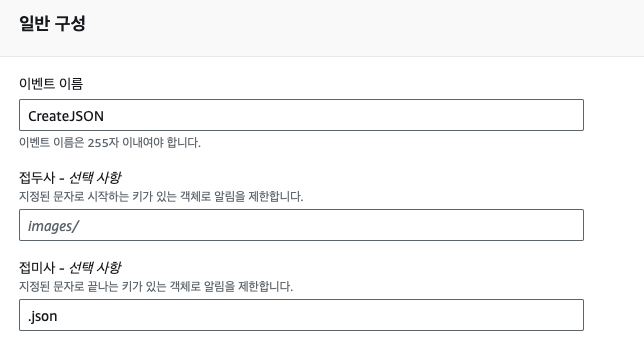 일반 구성
이벤트 이름
CreateJSON
이벤트 이름은 255자 이내여야 합니다.
접두사 - 선택 사항
지정된 문자로 시작하는 키가 있는 객체로 알림을 제한합니다.
images/
접미사 - 선택 사항
지정된 문자로 끝나는 키가 있는 객체로 알림을 제한합니다.
.json